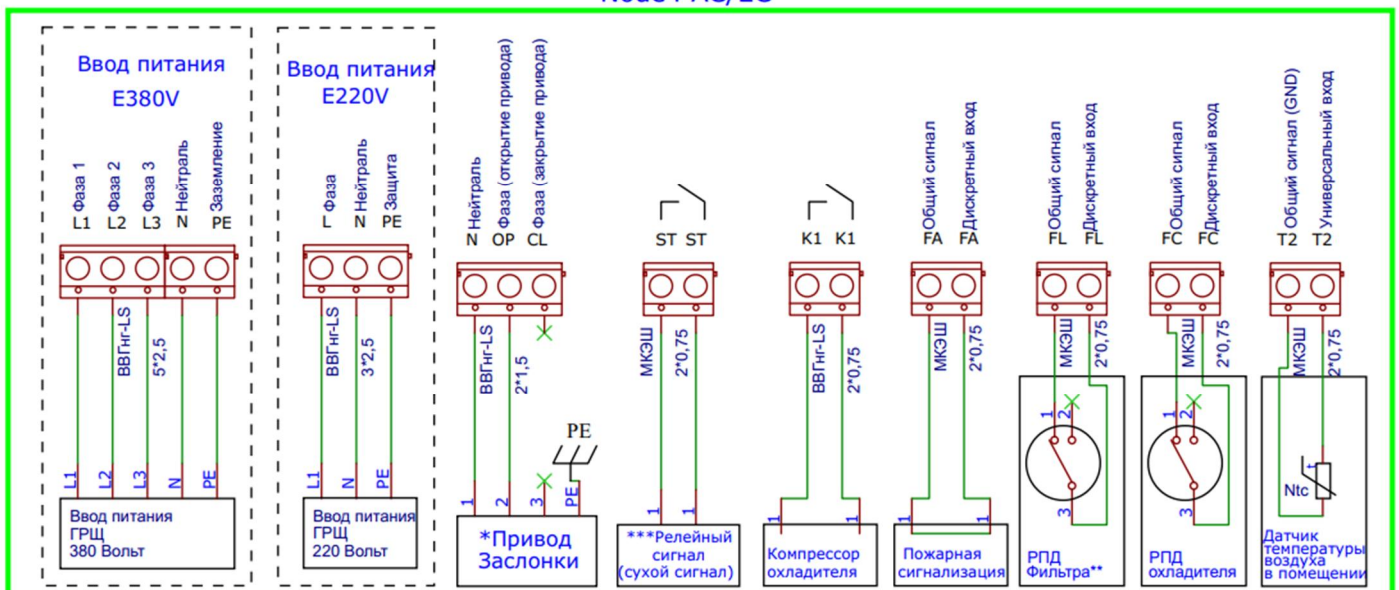 Ввод питания
E380V
Фаза 1
Фаза 2
Фаза 3
Нейтраль
Заземление
L1 L2 L3 N PE
ВВГнг-LS
5*2,5
L1
L2
L3
N
PE
Ввод питания
ГРЩ
380 Вольт
Ввод питания
E220V
Фаза
Нейтраль
Защита
L N PE
ВВГнг-LS
3*2,5
L1
N
PE
Ввод питания
ГРЩ
220 Вольт
Нейтраль
Фаза (открытие привода)
Фаза (закрытие привода)
N OP CL
ВВГнг-LS
2*1,5
PE
1
2
3
PE
*Привод
Заслонки
ST ST
МКЭШ
2*0,75
1
1
***Релейный
сигнал
(сухой сигнал)
K1 K1
ВВГнг-LS
2*0,75
1
1
Компрессор
охладителя
Общий сигнал
Дискретный вход
FA FA
МКЭШ
2*0,75
1
1
Пожарная
сигнализация
Общий сигнал
Дискретный вход
FL FL
МКЭШ
2*0,75
1
2
3
РПД
Фильтра**
Общий сигнал
Дискретный вход
FC FC
МКЭШ
2*0,75
1
2
3
РПД
охладителя
Общий сигнал (GND)
Универсальный вход
T2 T2
МКЭШ
2*0,75
t
Ntc
Датчик
температуры
воздуха
в помещении